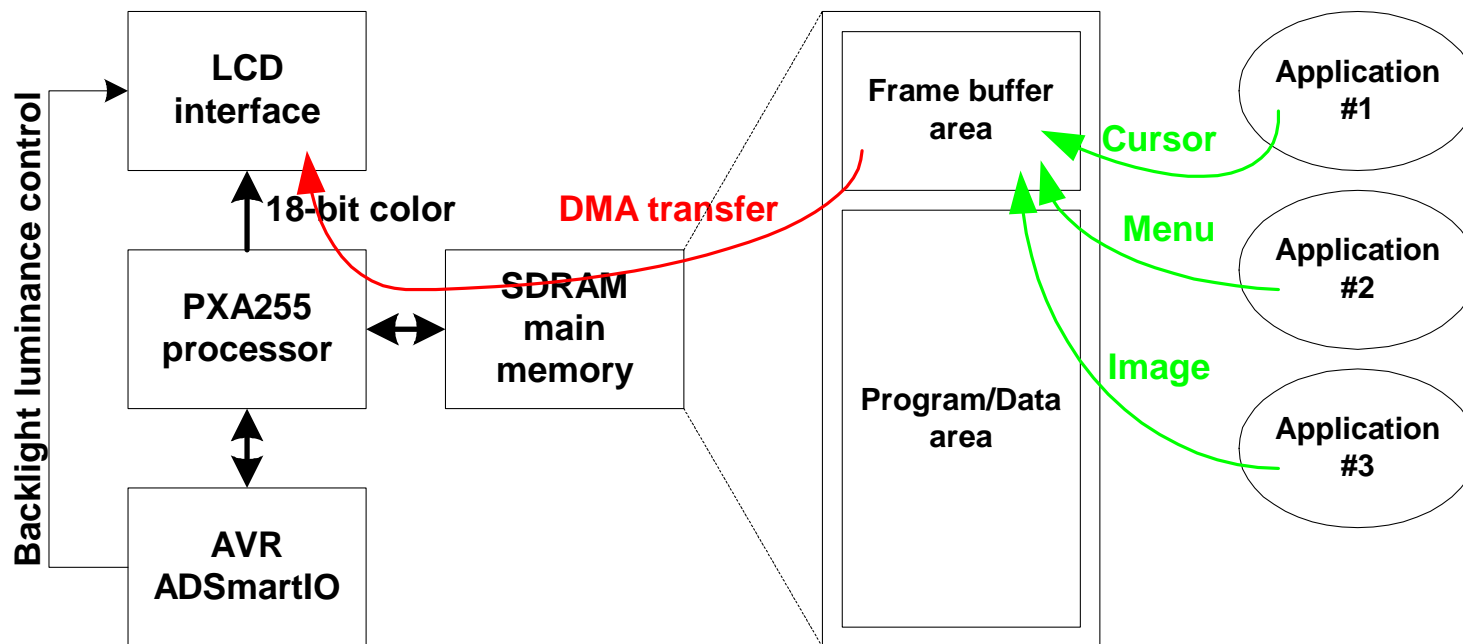 Backlight luminance control
LCD
interface
18-bit color
PXA255
processor
AVR
ADSmartIO
SDRAM
main
memory
DMA transfer
Frame buffer
area
Program/Data
area
Cursor
Menu
Image
Application
#1
Application
#2
Application
#3